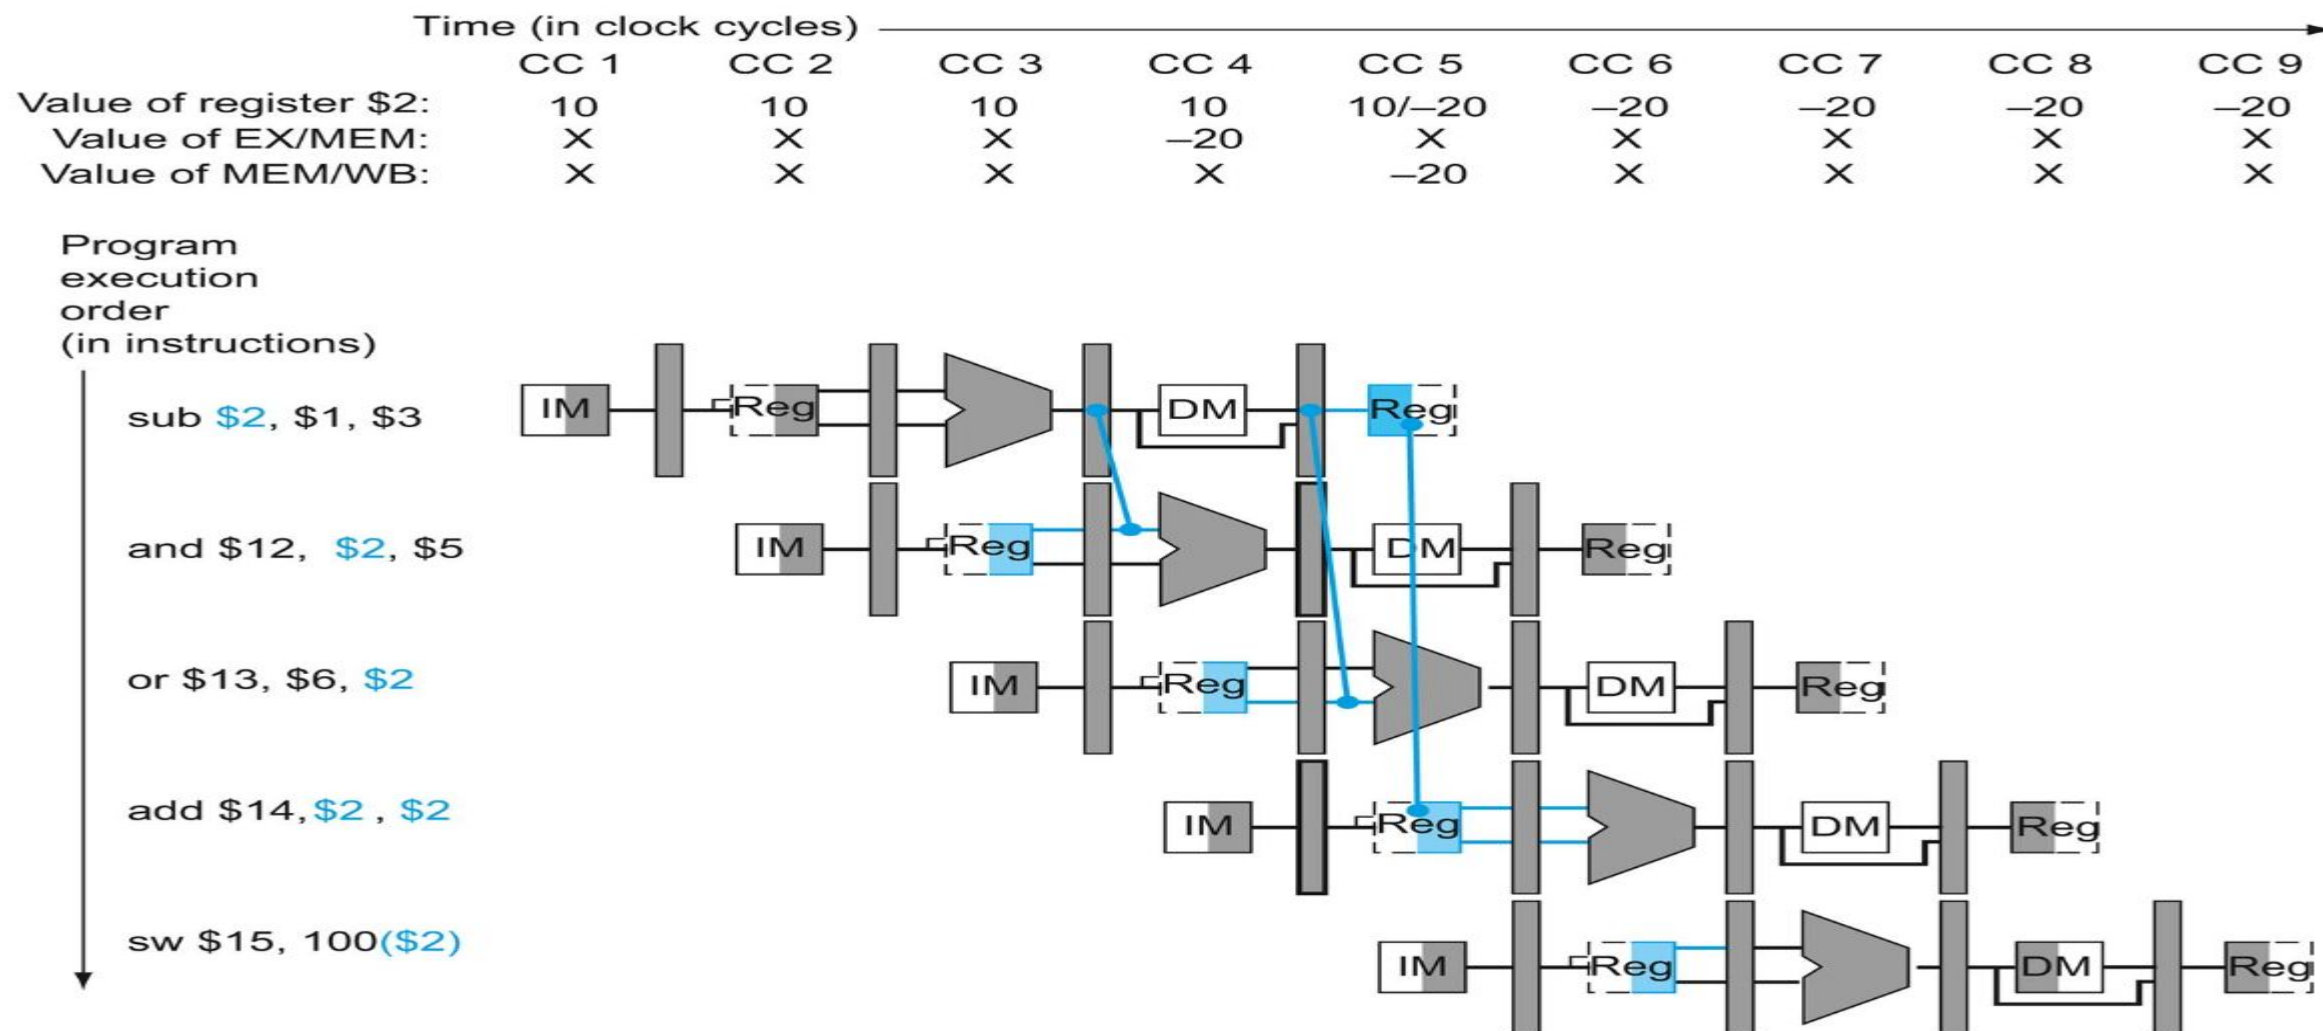 Time (in clock cycles)
CC 1 CC 2 CC 3 CC 4 CC 5 CC 6 CC 7 CC 8 CC 9
Value of register $2: 10 10 10 10 10/–20 –20 –20 –20 –20
Value of EX/MEM: X X X –20 X X X X X
Value of MEM/WB: X X X X –20 X X X X
Program
execution
order
(in instructions)
sub $2, $1, $3 IM Reg DM Reg
and $12, $2, $5 IM Reg DM Reg
or $13, $6, $2 IM Reg DM Reg
add $14,$2 , $2 IM Reg DM Reg
sw $15, 100($2) IM Reg DM Reg